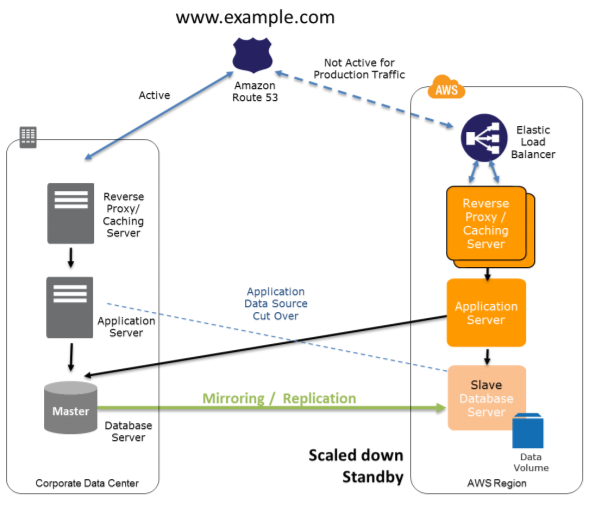 www.example.com
Amazon
Route 53
Active
Not Active for
Production Traffic
AWS
Elastic
Load
Balancer
Reverse
Proxy/
Caching
Server
Reverse
Proxy /
Caching
Server
Application
Server
Application
Data Source
Cut Over
Application
Server
Master
Database
Server
Mirroring / Replication
Slave
Database
Server
Data
Volume
Scaled down
Standby
Corporate Data Center
AWS Region